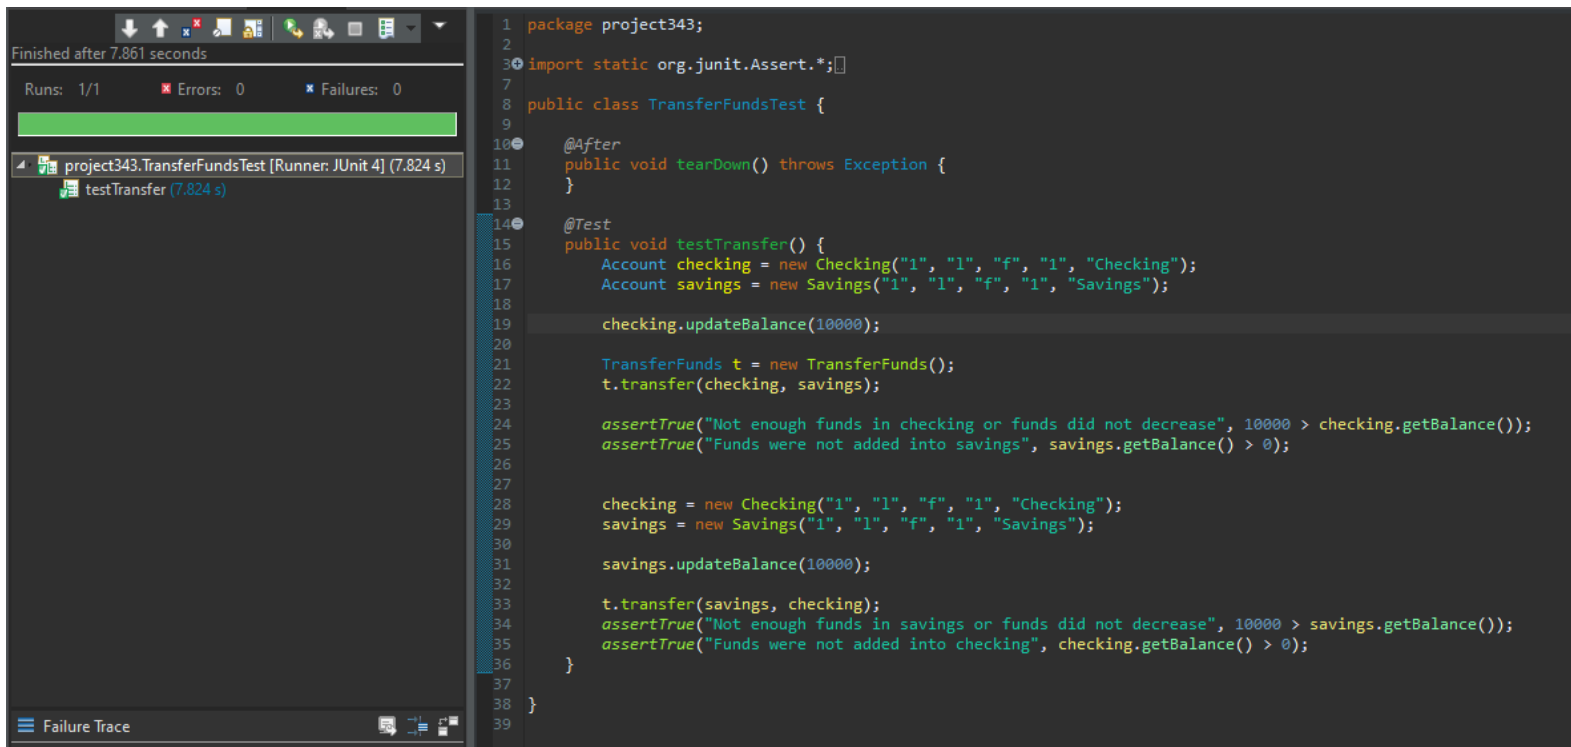 Finished after 7.861 seconds
Runs: 1/1 Errors: 0 Failures: 0
project343.TransferFundsTest [Runner: JUnit 4] (7.824 s)
testTransfer (7.824 s)
Failure Trace
1 package project343;
2
3 import static org.junit.Assert.*;
7
8 public class TransferFundsTest {
9
10 @After
11 public void tearDown() throws Exception {
12 }
13
14 @Test
15 public void testTransfer() {
16 Account checking = new Checking("1", "l", "f", "1", "Checking");
17 Account savings = new Savings("1", "l", "f", "1", "Savings");
18
19 checking.updateBalance(10000);
20
21 TransferFunds t = new TransferFunds();
22 t.transfer(checking, savings);
23
24 assertTrue("Not enough funds in checking or funds did not decrease", 10000 > checking.getBalance());
25 assertTrue("Funds were not added into savings", savings.getBalance() > 0);
26
27
28 checking = new Checking("1", "l", "f", "1", "Checking");
29 savings = new Savings("1", "l", "f", "1", "Savings");
30
31 savings.updateBalance(10000);
32
33 t.transfer(savings, checking);
34 assertTrue("Not enough funds in savings or funds did not decrease", 10000 > savings.getBalance());
35 assertTrue("Funds were not added into checking", checking.getBalance() > 0);
36 }
37
38 }
39